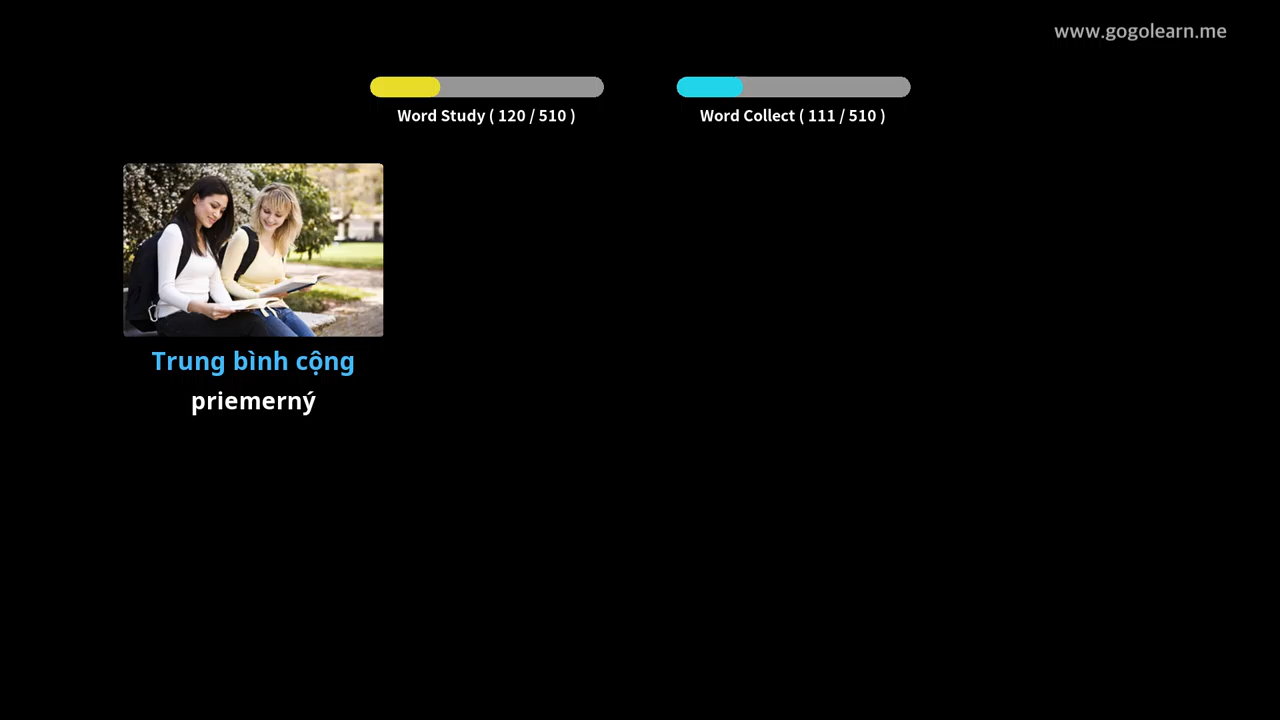 www.gogolearn.me
Word Study ( 120 / 510 )
Word Collect ( 111 / 510 )
Trung bình cộng
priemerný